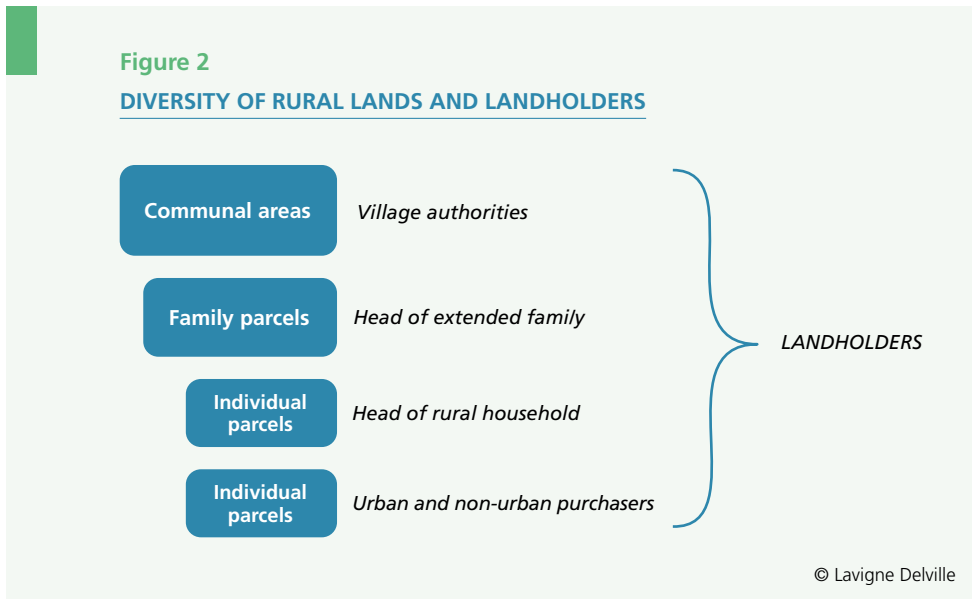 Figure 2
DIVERSITY OF RURAL LANDS AND LANDHOLDERS
Communal areas
Village authorities
Family parcels
Head of extended family
Individual
parcels
Head of rural household
Individual
parcels
Urban and non-urban purchasers
LANDHOLDERS
© Lavigne Delville